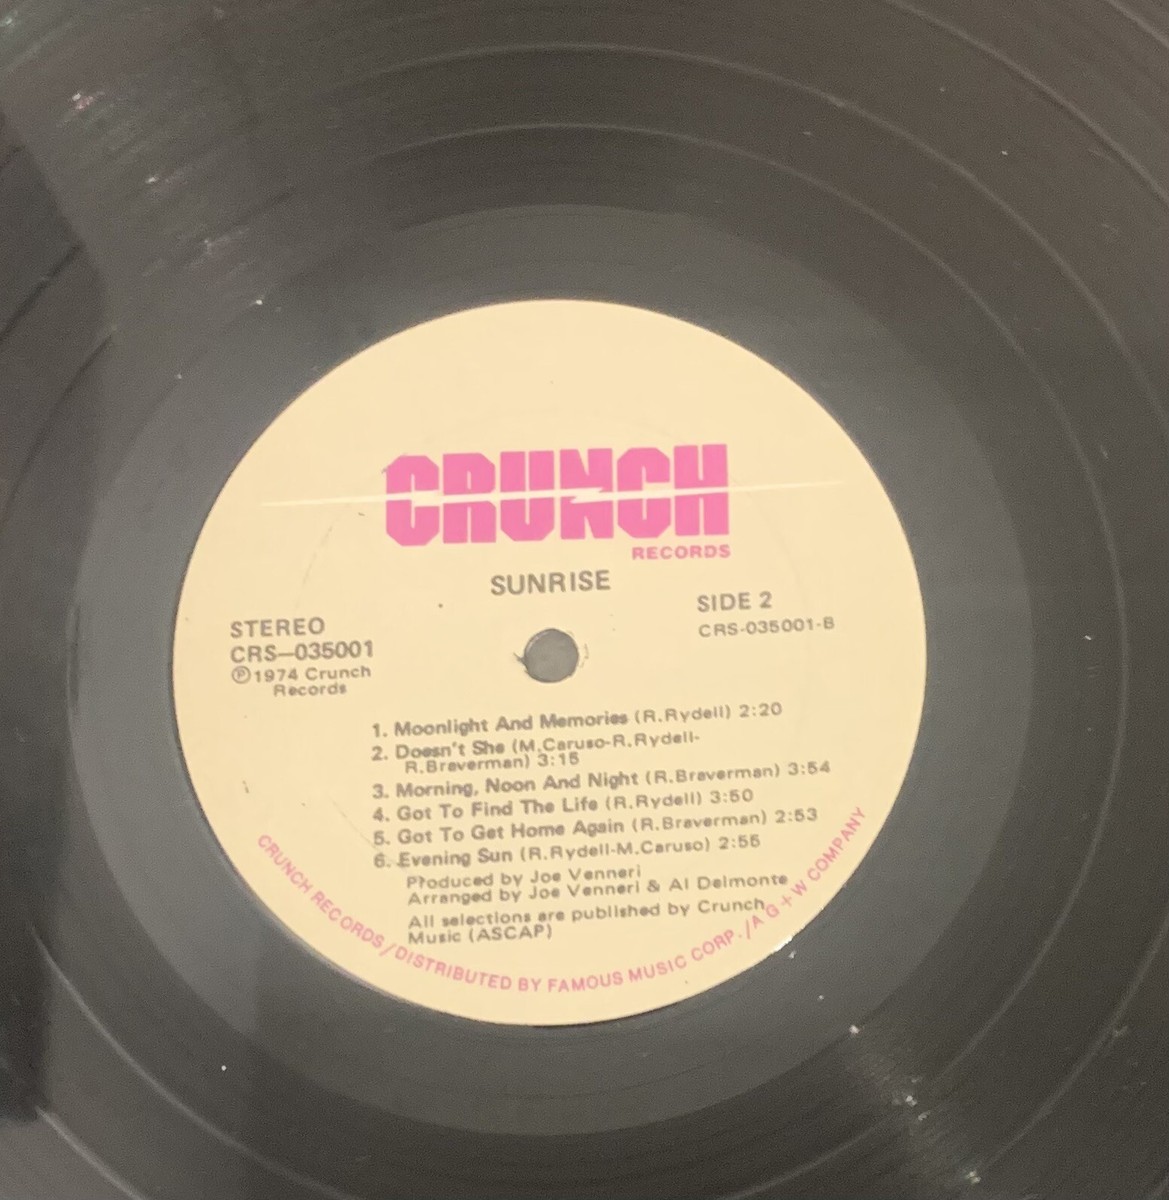 CRUNCH
RECORDS
SUNRISE
STEREO
CRS—035001
Ⓟ1974 Crunch
Records
SIDE 2
CRS-035001-B
1. Moonlight And Memories (R.Rydell) 2:20
2. Doesn't She (M.Caruso-R.Rydell-
R.Braverman) 3:15
3. Morning, Noon And Night (R.Braverman) 3:54
4. Got To Find The Life (R.Rydell) 3:50
5. Got To Get Home Again (R.Braverman) 2:53
6. Evening Sun (R.Rydell-M.Caruso) 2:55
Produced by Joe Venneri
Arranged by Joe Venneri & Al Delmonte
All selections are published by Crunch
Music (ASCAP)
CRUNCH RECORDS/DISTRIBUTED BY FAMOUS MUSIC CORP./A G+W COMPANY